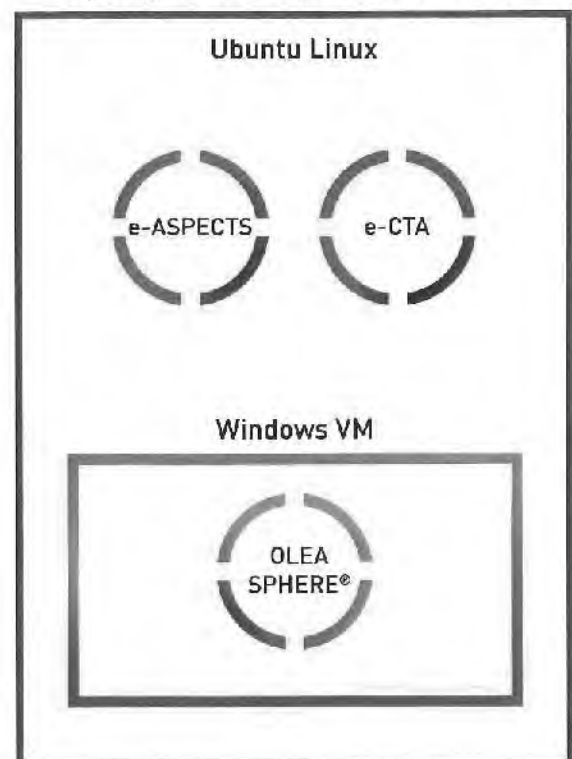 Ubuntu Linux
e-ASPECTS
e-CTA
Windows VM
OLEA
SPHERE®